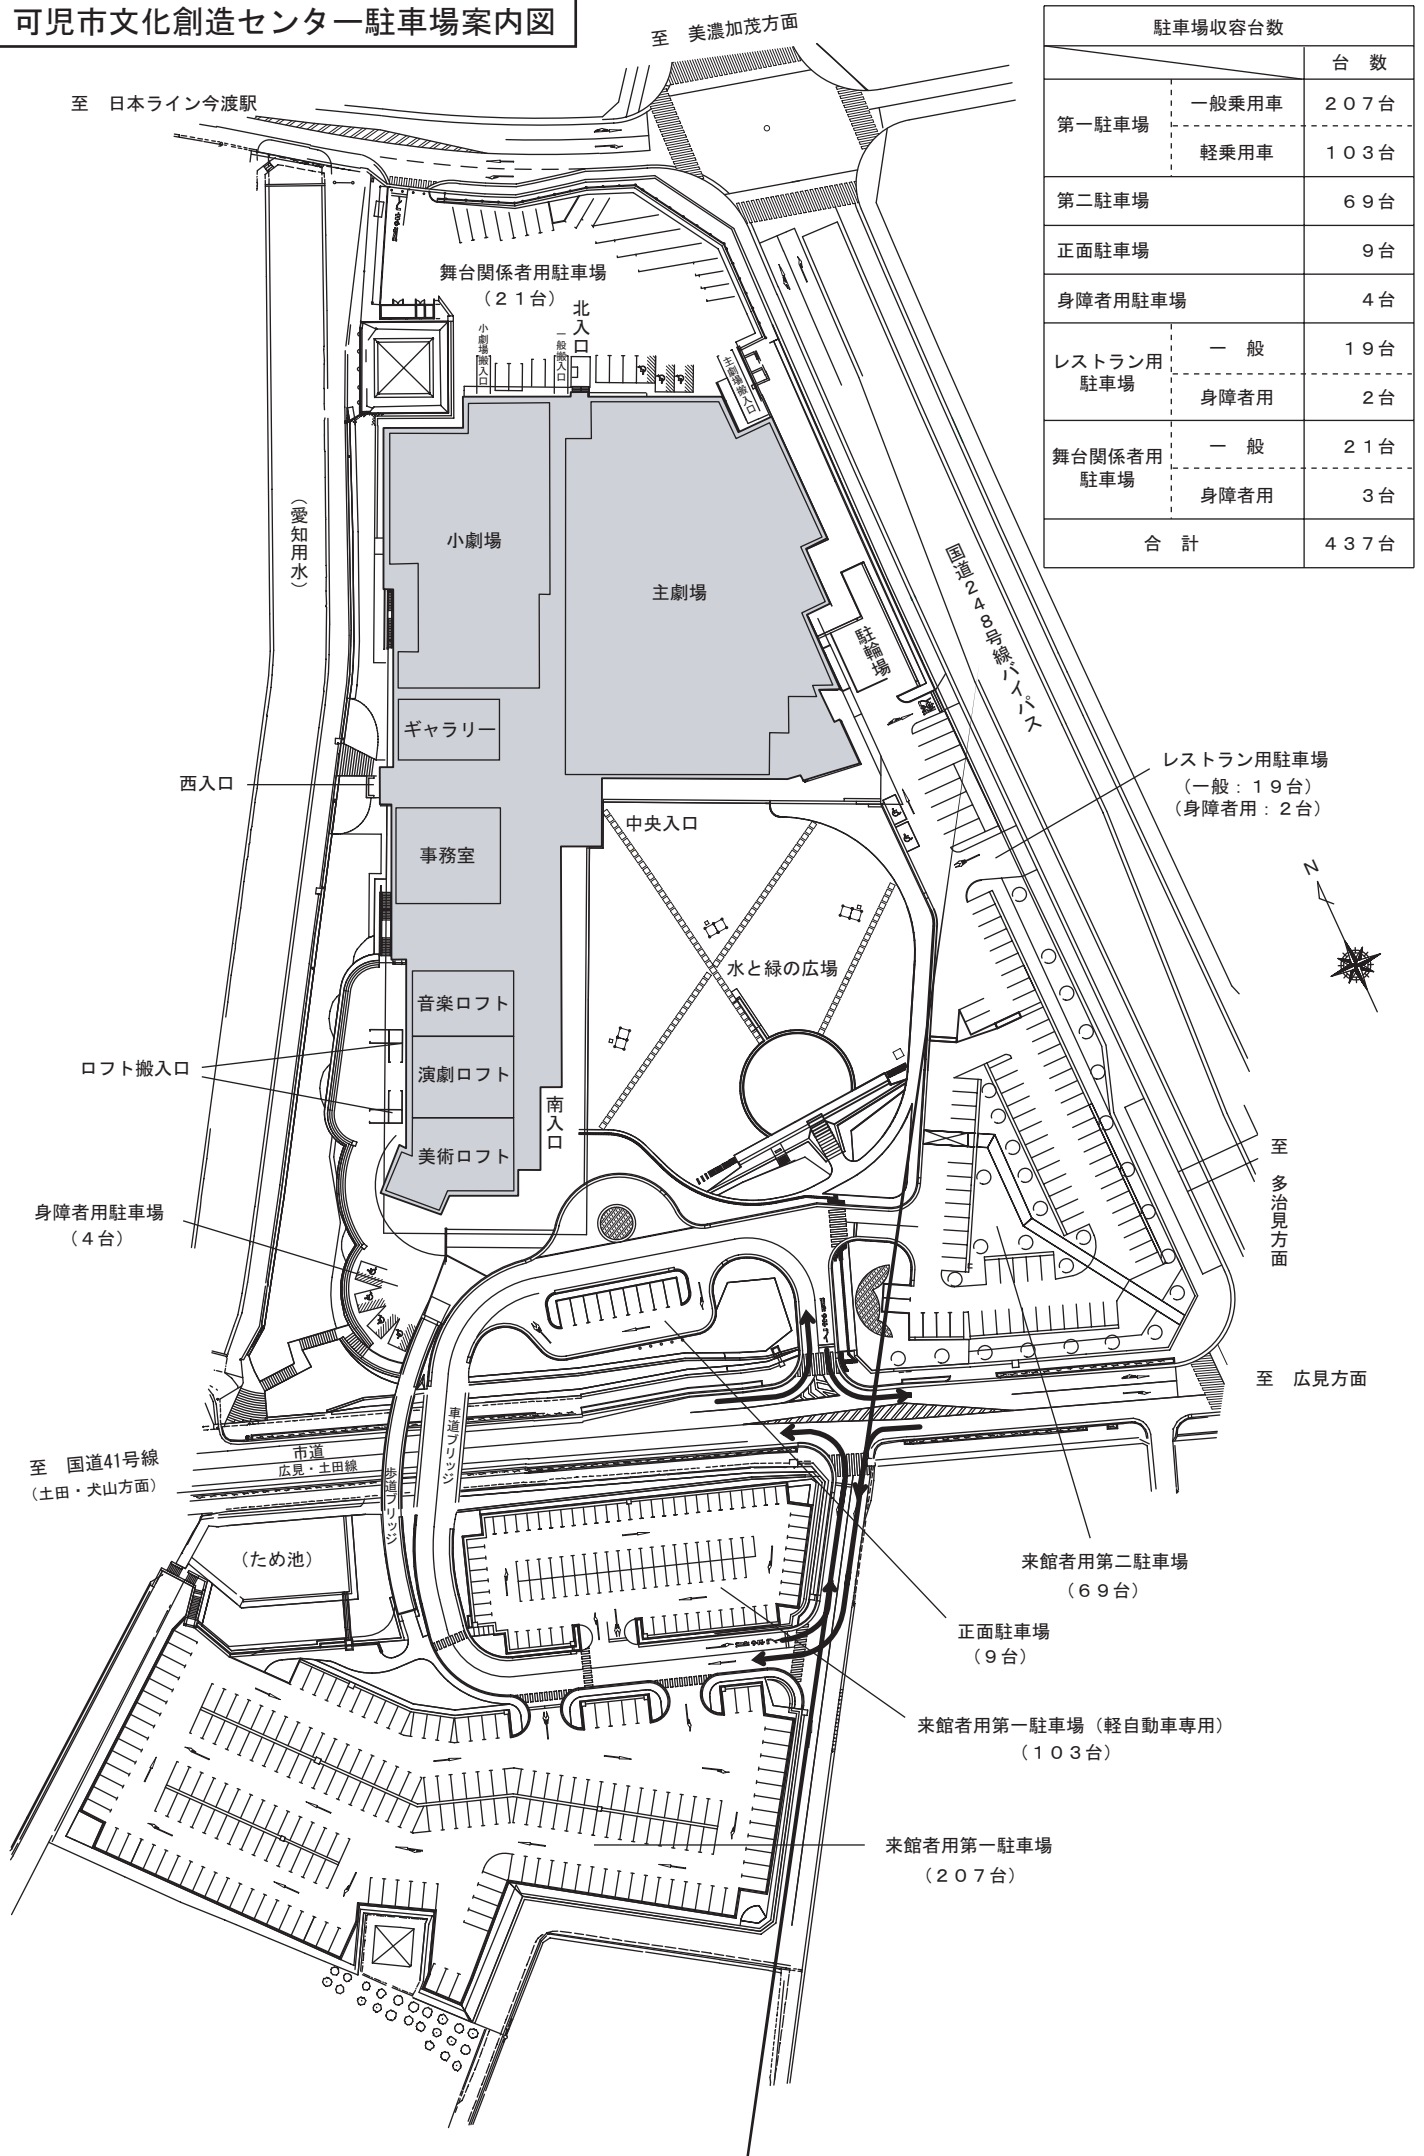 可児市文化創造センター駐車場案内図
駐車場収容台数
台 数
第一駐車場
一般乗用車
207台
軽乗用車
103台
第二駐車場
69台
正面駐車場
9台
身障者用駐車場
4台
レストラン用
駐車場
一 般
19台
身障者用
2台
舞台関係者用
駐車場
一 般
21台
身障者用
3台
合 計
437台
至 美濃加茂方面
至 日本ライン今渡駅
舞台関係者用駐車場
(21台)
北入口
小劇場搬入口
一般搬入口
主劇場搬入口
(愛知用水)
小劇場
主劇場
国道248号線バイパス
駐輪場
ギャラリー
西入口
レストラン用駐車場
(一般:19台)
(身障者用:2台)
中央入口
事務室
N
水と緑の広場
音楽ロフト
ロフト搬入口
演劇ロフト
南入口
美術ロフト
至 多治見方面
身障者用駐車場
(4台)
至 広見方面
車道ブリッジ
歩道ブリッジ
市道
広見・土田線
至 国道41号線
(土田・犬山方面)
(ため池)
来館者用第二駐車場
(69台)
正面駐車場
(9台)
来館者用第一駐車場(軽自動車専用)
(103台)
来館者用第一駐車場
(207台)